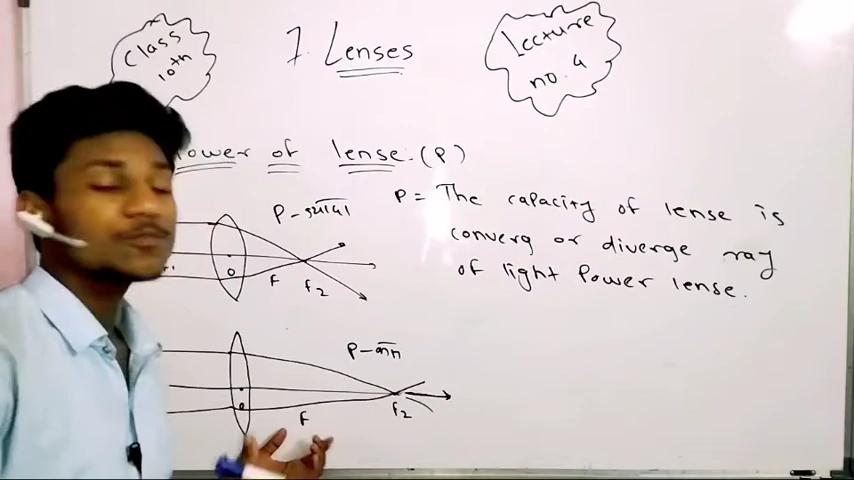 Class
10th
7. Lenses
Lecture
no. 4
ower of lense. (P)
P - जास्त
P = The capacity of lense is
converg or diverge ray
of light Power lense.
O
F
F2
P - कम
O
F
F2